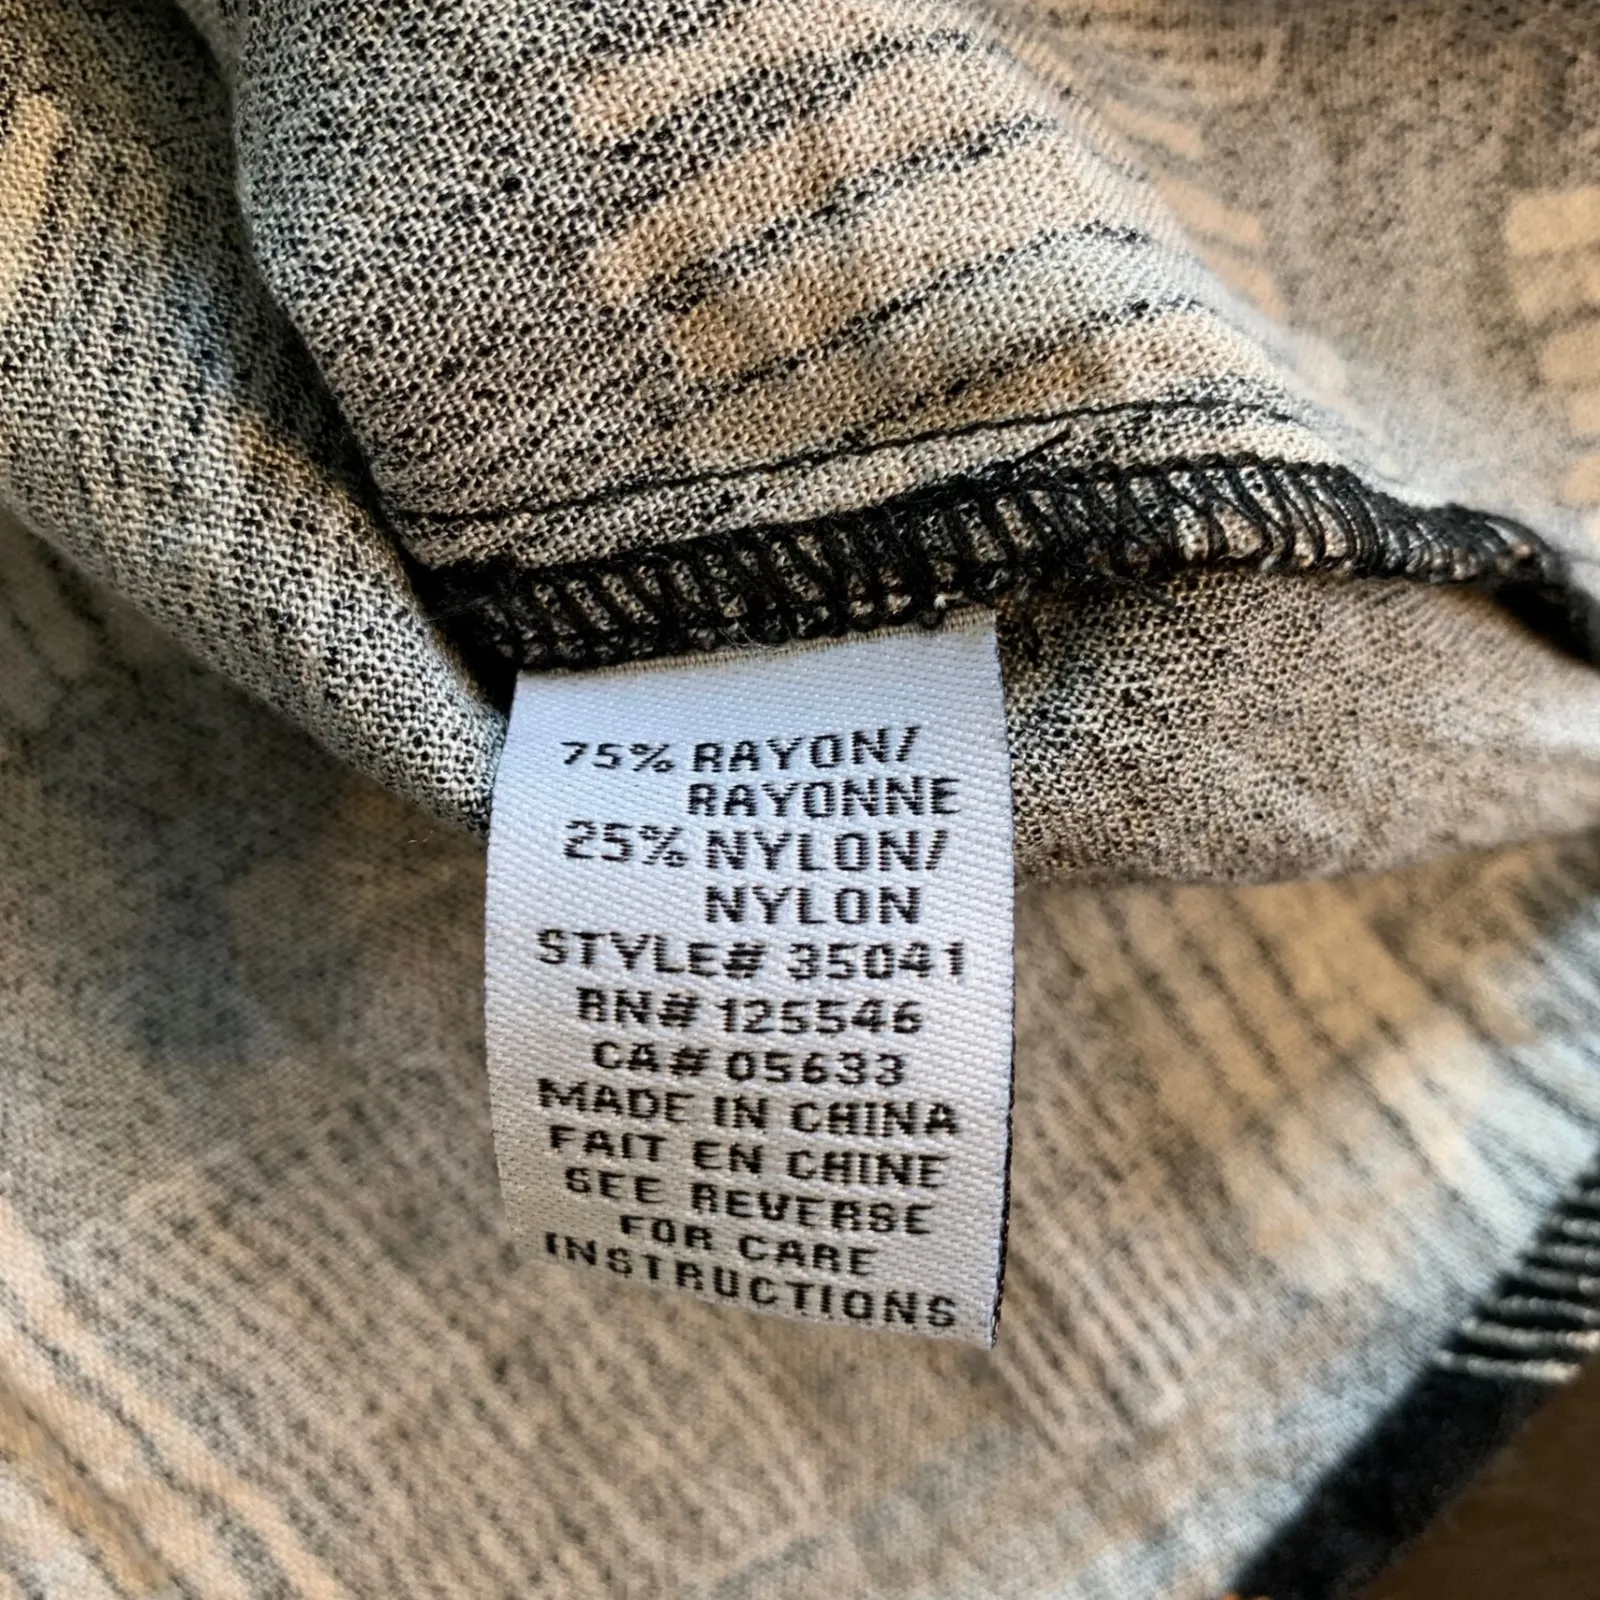 75% RAYON/
RAYONNE
25% NYLON/
NYLON
STYLE# 35041
RN# 125546
CA# 05633
MADE IN CHINA
FAIT EN CHINE
SEE REVERSE
FOR CARE
INSTRUCTIONS